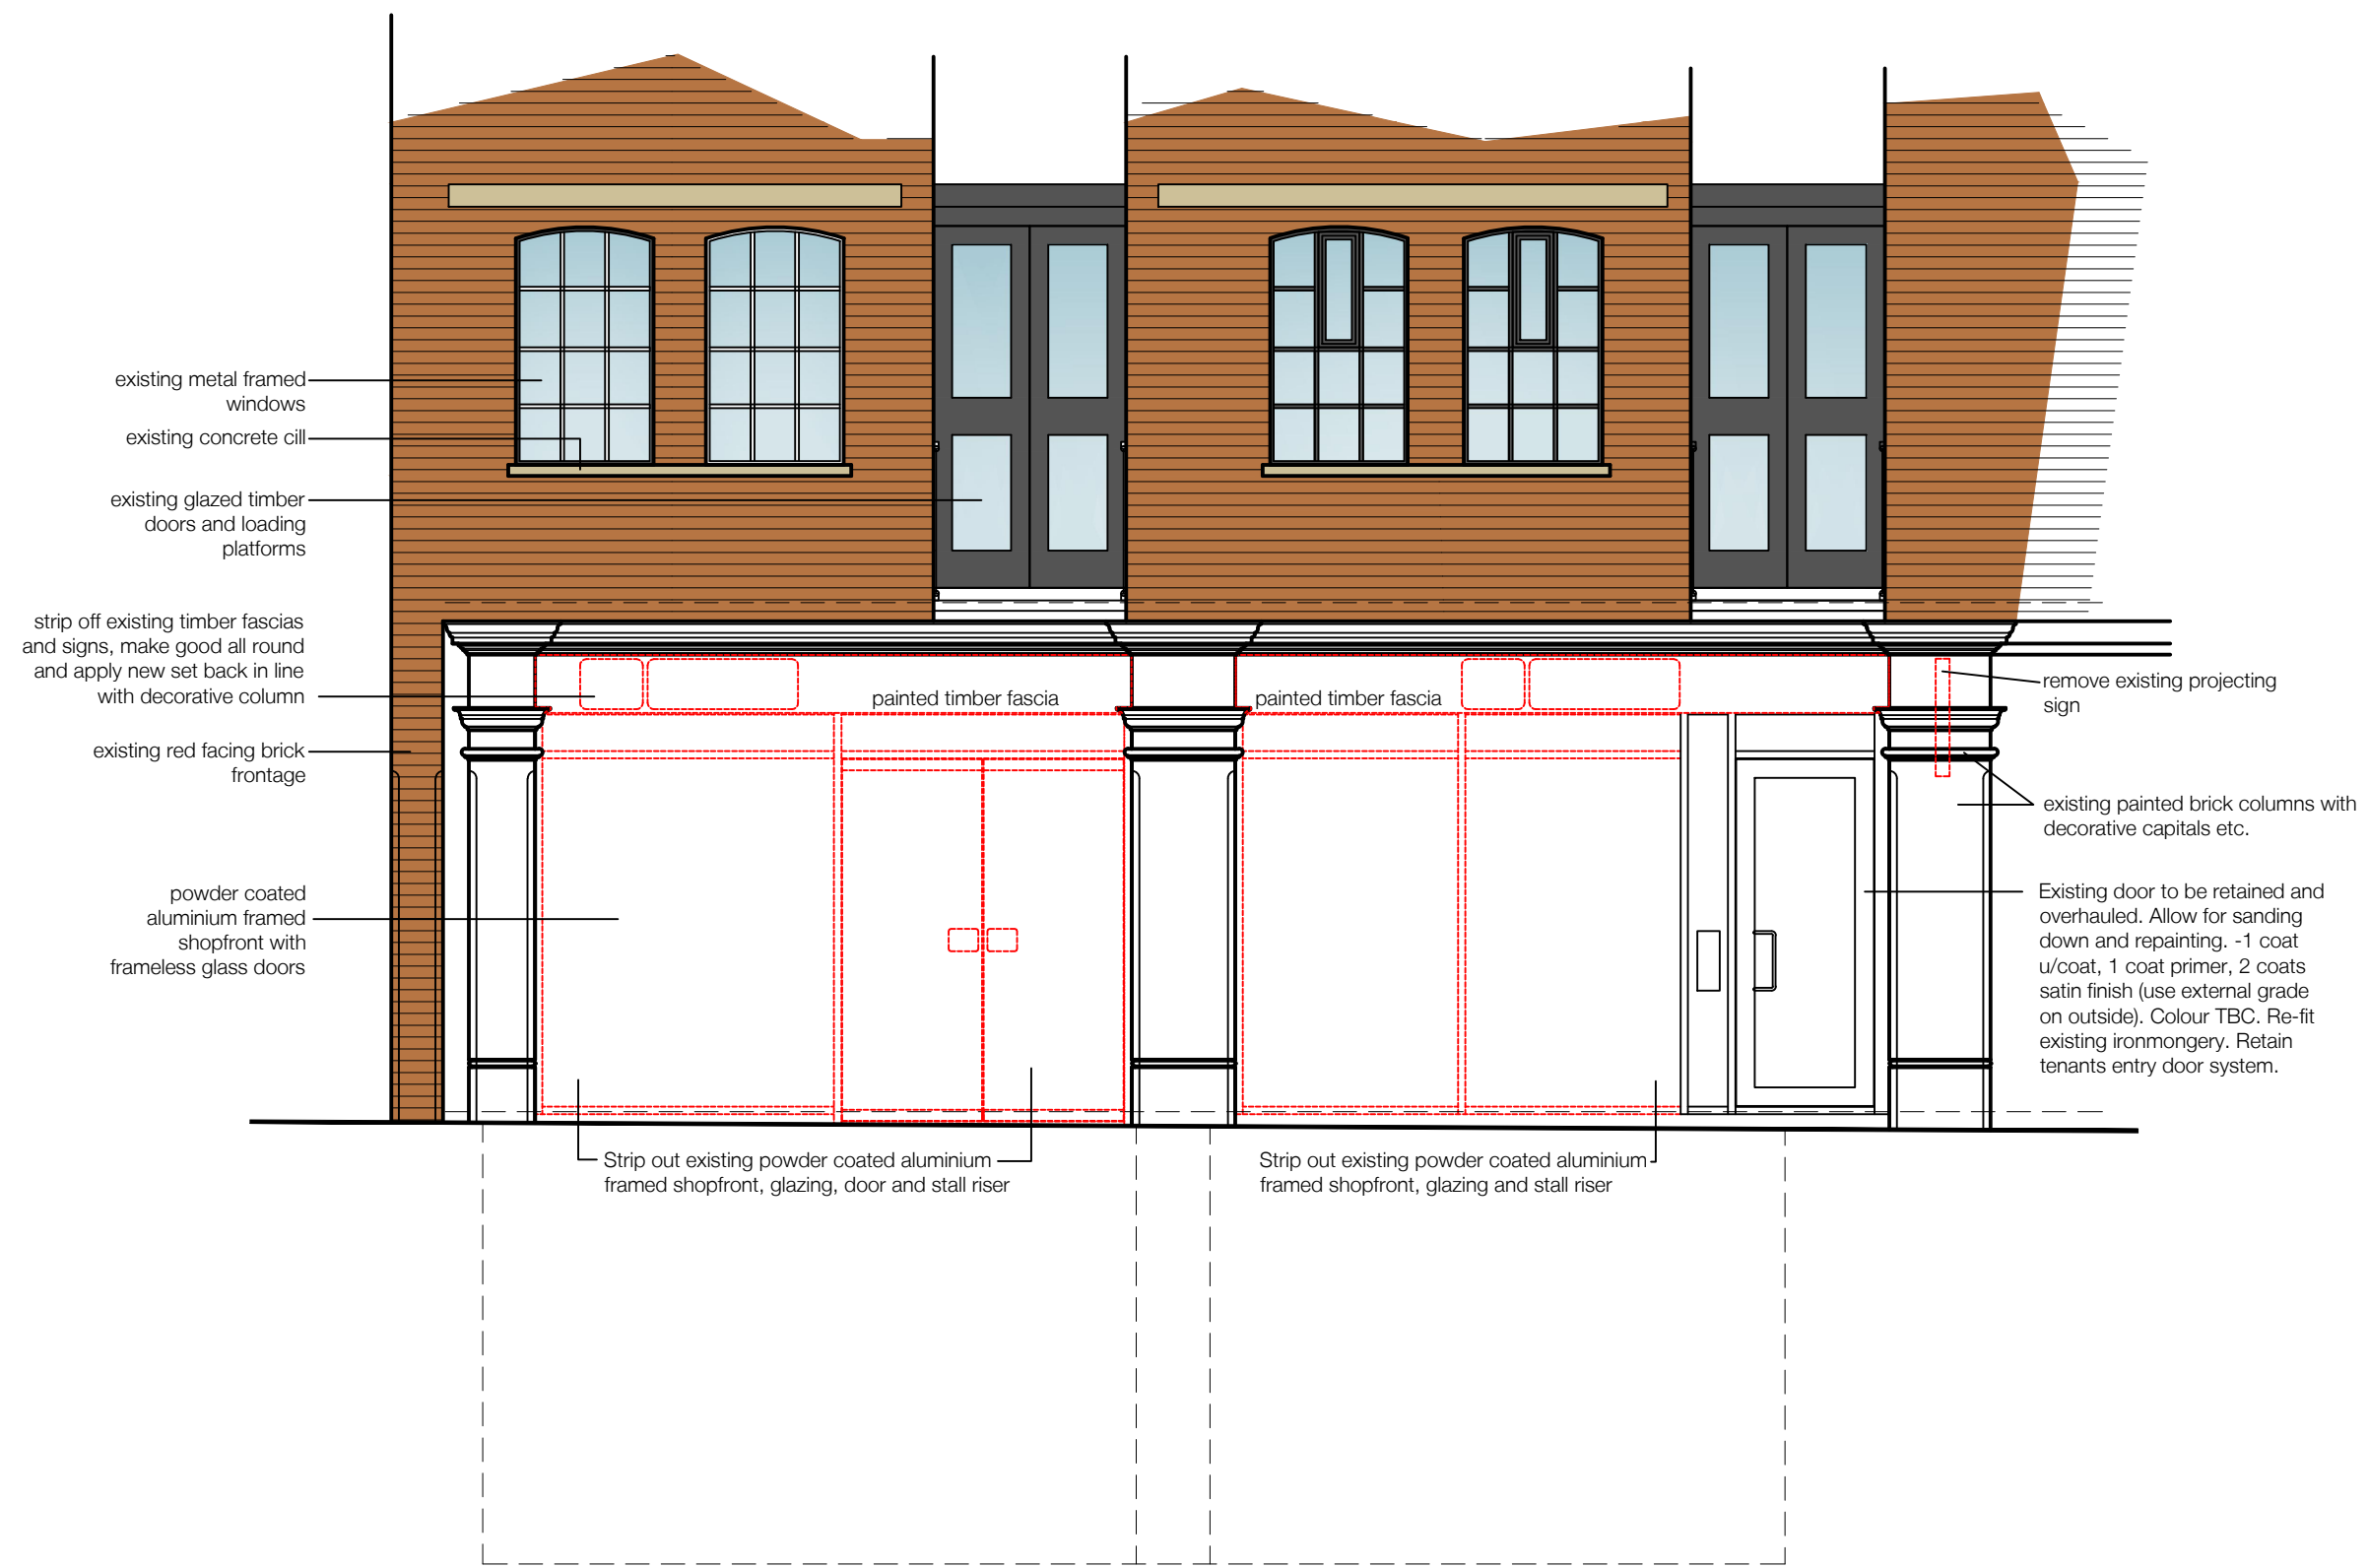 existing metal framed
windows
existing concrete cill
existing glazed timber
doors and loading
platforms
strip off existing timber fascias
and signs, make good all round
and apply new set back in line
with decorative column
existing red facing brick
frontage
powder coated
aluminium framed
shopfront with
frameless glass doors
painted timber fascia
painted timber fascia
remove existing projecting
sign
existing painted brick columns with
decorative capitals etc.
Existing door to be retained and
overhauled. Allow for sanding
down and repainting. -1 coat
u/coat, 1 coat primer, 2 coats
satin finish (use external grade
on outside). Colour TBC. Re-fit
existing ironmongery. Retain
tenants entry door system.
Strip out existing powder coated aluminium
framed shopfront, glazing, door and stall riser
Strip out existing powder coated aluminium
framed shopfront, glazing and stall riser